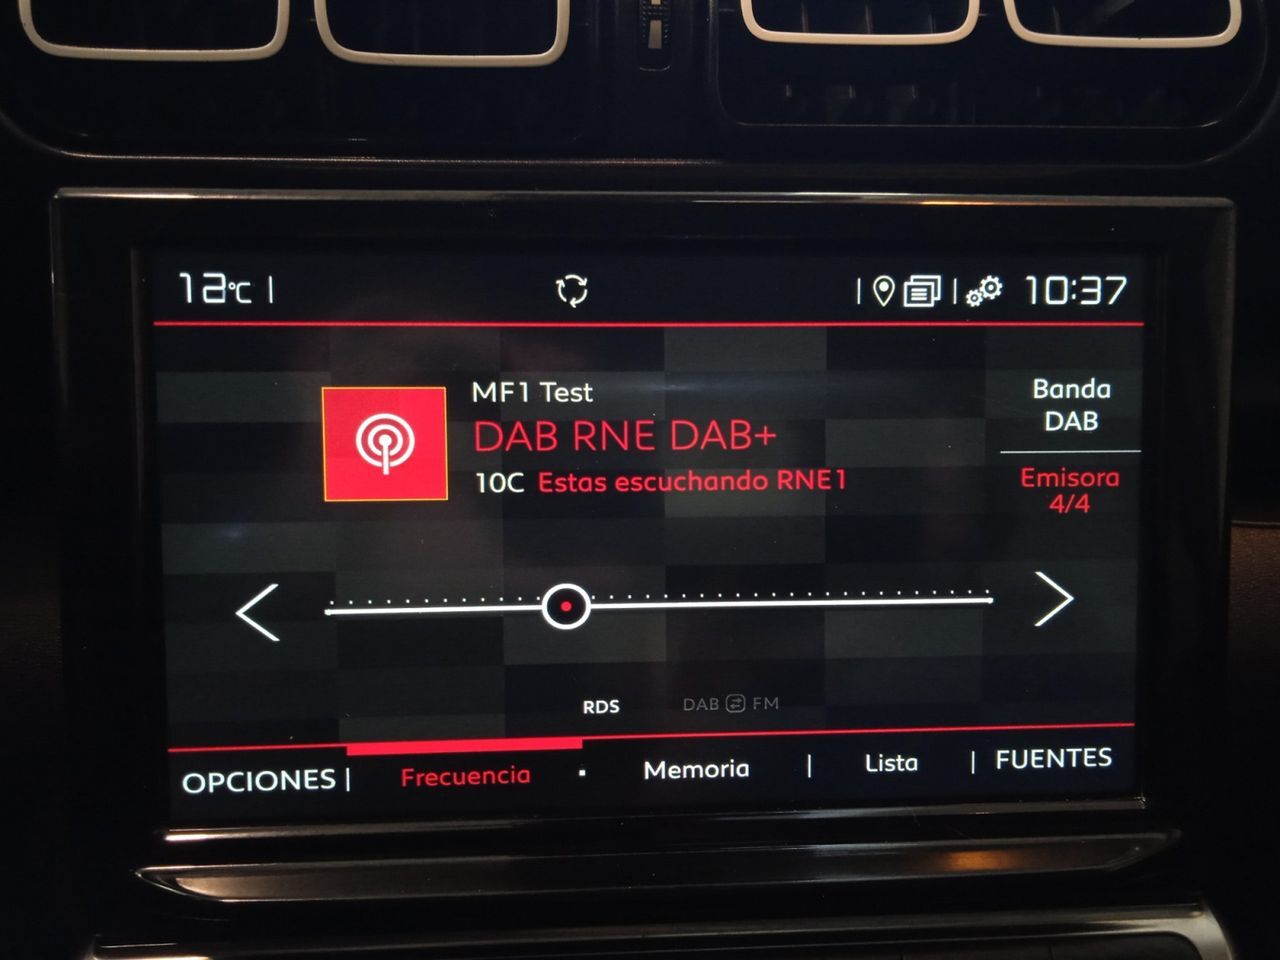 12°C
10:37
MF1 Test
DAB RNE DAB+
10C Estas escuchando RNE1
Banda
DAB
Emisora
4/4
RDS
DAB FM
OPCIONES
Frecuencia
Memoria
Lista
FUENTES